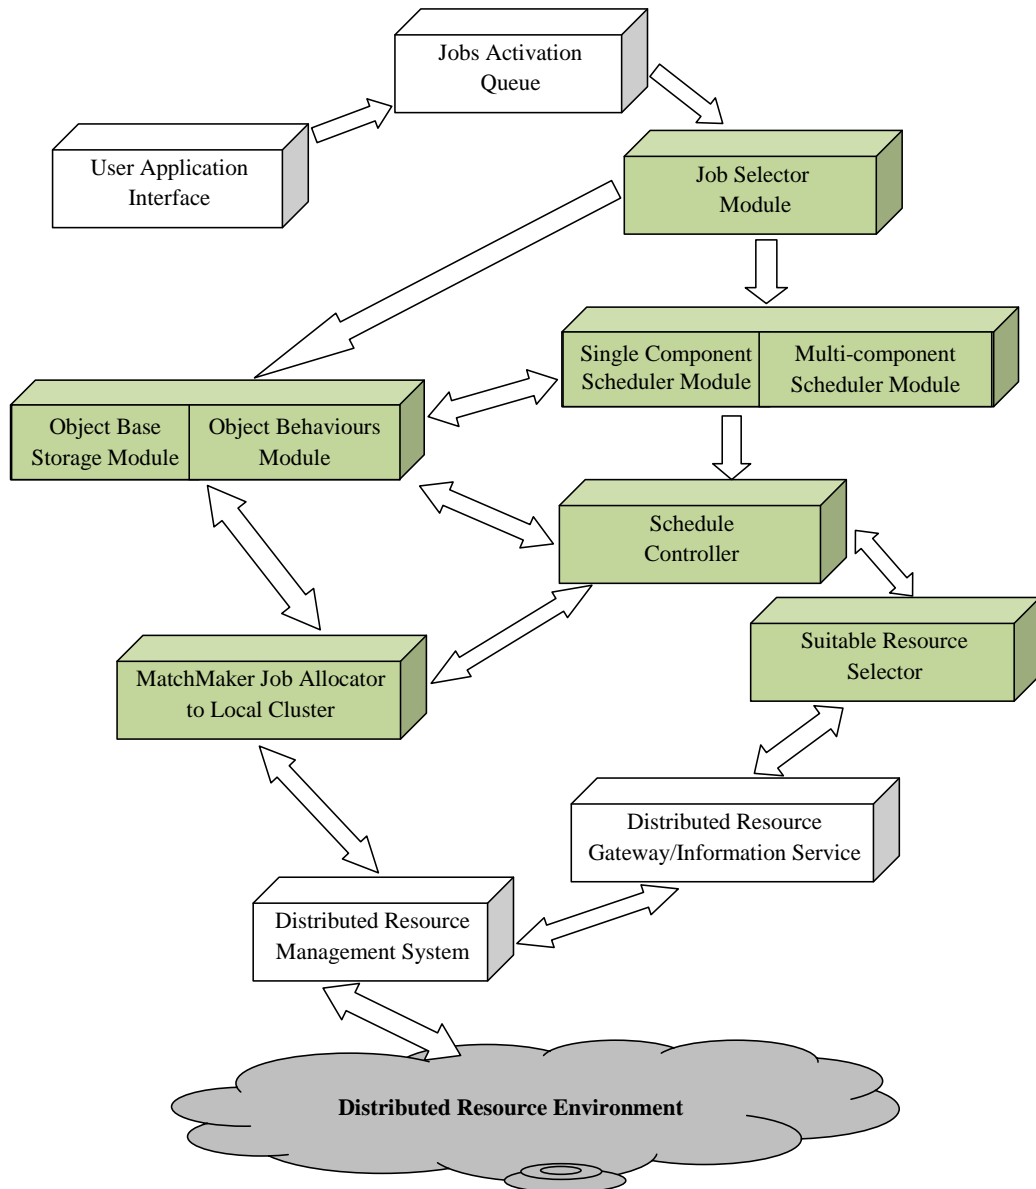 Jobs Activation
Queue
User Application
Interface
Job Selector
Module
Single Component
Scheduler Module
Multi-component
Scheduler Module
Object Base
Storage Module
Object Behaviours
Module
Schedule
Controller
Suitable Resource
Selector
MatchMaker Job Allocator
to Local Cluster
Distributed Resource
Gateway/Information Service
Distributed Resource
Management System
Distributed Resource Environment